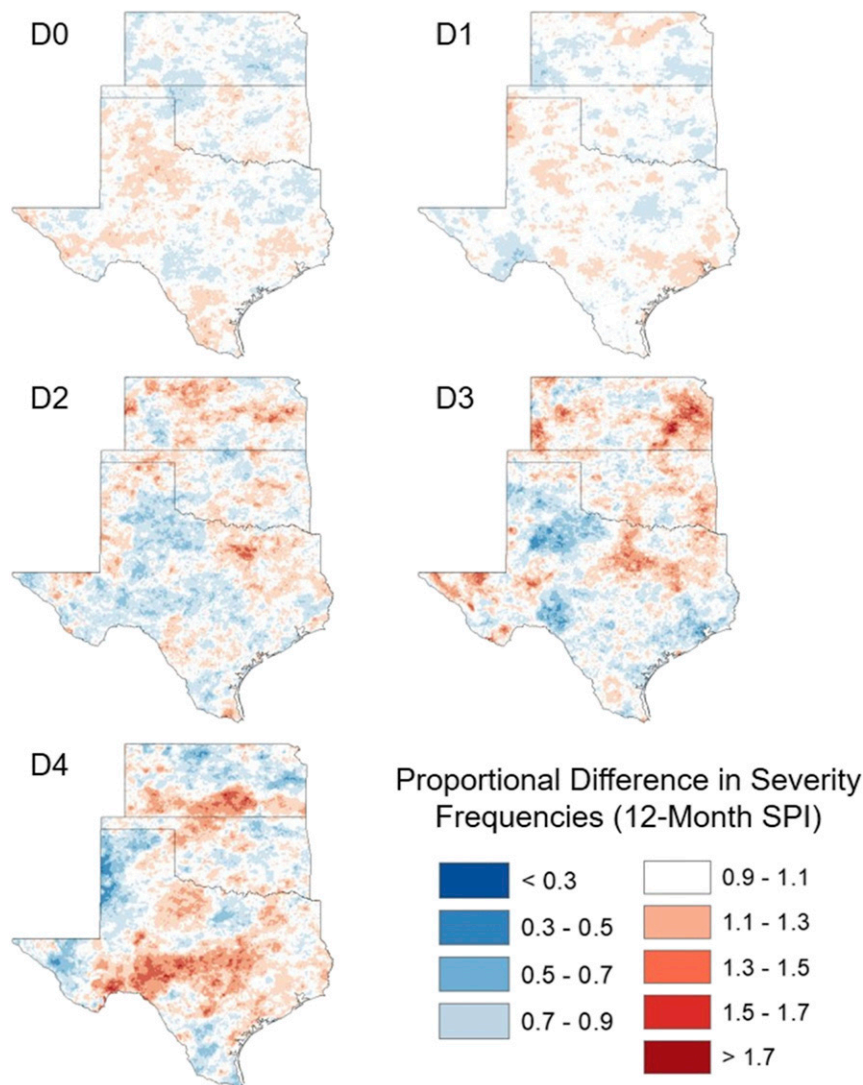 D0
D1
D2
D3
D4
Proportional Difference in Severity
Frequencies (12-Month SPI)
< 0.3
0.3 - 0.5
0.5 - 0.7
0.7 - 0.9
0.9 - 1.1
1.1 - 1.3
1.3 - 1.5
1.5 - 1.7
> 1.7